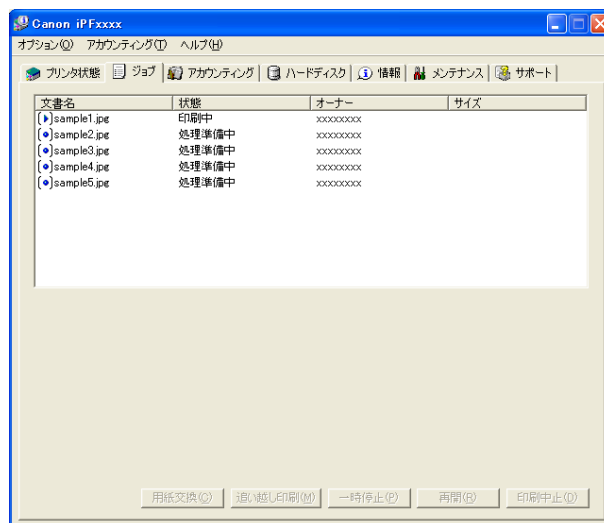 Canon iPFxxxx
オプション(O) アカウンティング(T) ヘルプ(H)
プリンタ状態 ジョブ アカウンティング ハードディスク 情報 メンテナンス サポート
文書名 状態 オーナー サイズ
sample1.jpg 印刷中 xxxxxxxx
sample2.jpg 処理準備中 xxxxxxxx
sample3.jpg 処理準備中 xxxxxxxx
sample4.jpg 処理準備中 xxxxxxxx
sample5.jpg 処理準備中 xxxxxxxx
用紙交換(C) 追い越し印刷(M) 一時停止(P) 再開(R) 印刷中止(D)